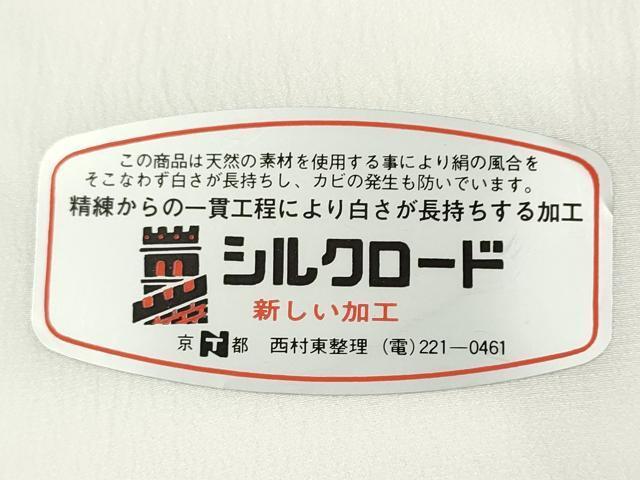 この商品は天然の素材を使用する事により絹の風合を
そこなわず白さが長持ちし、カビの発生も防いでいます。
精練からの一貫工程により白さが長持ちする加工
シルクロード
新しい加工
京都 西村東整理 (電)221—0461